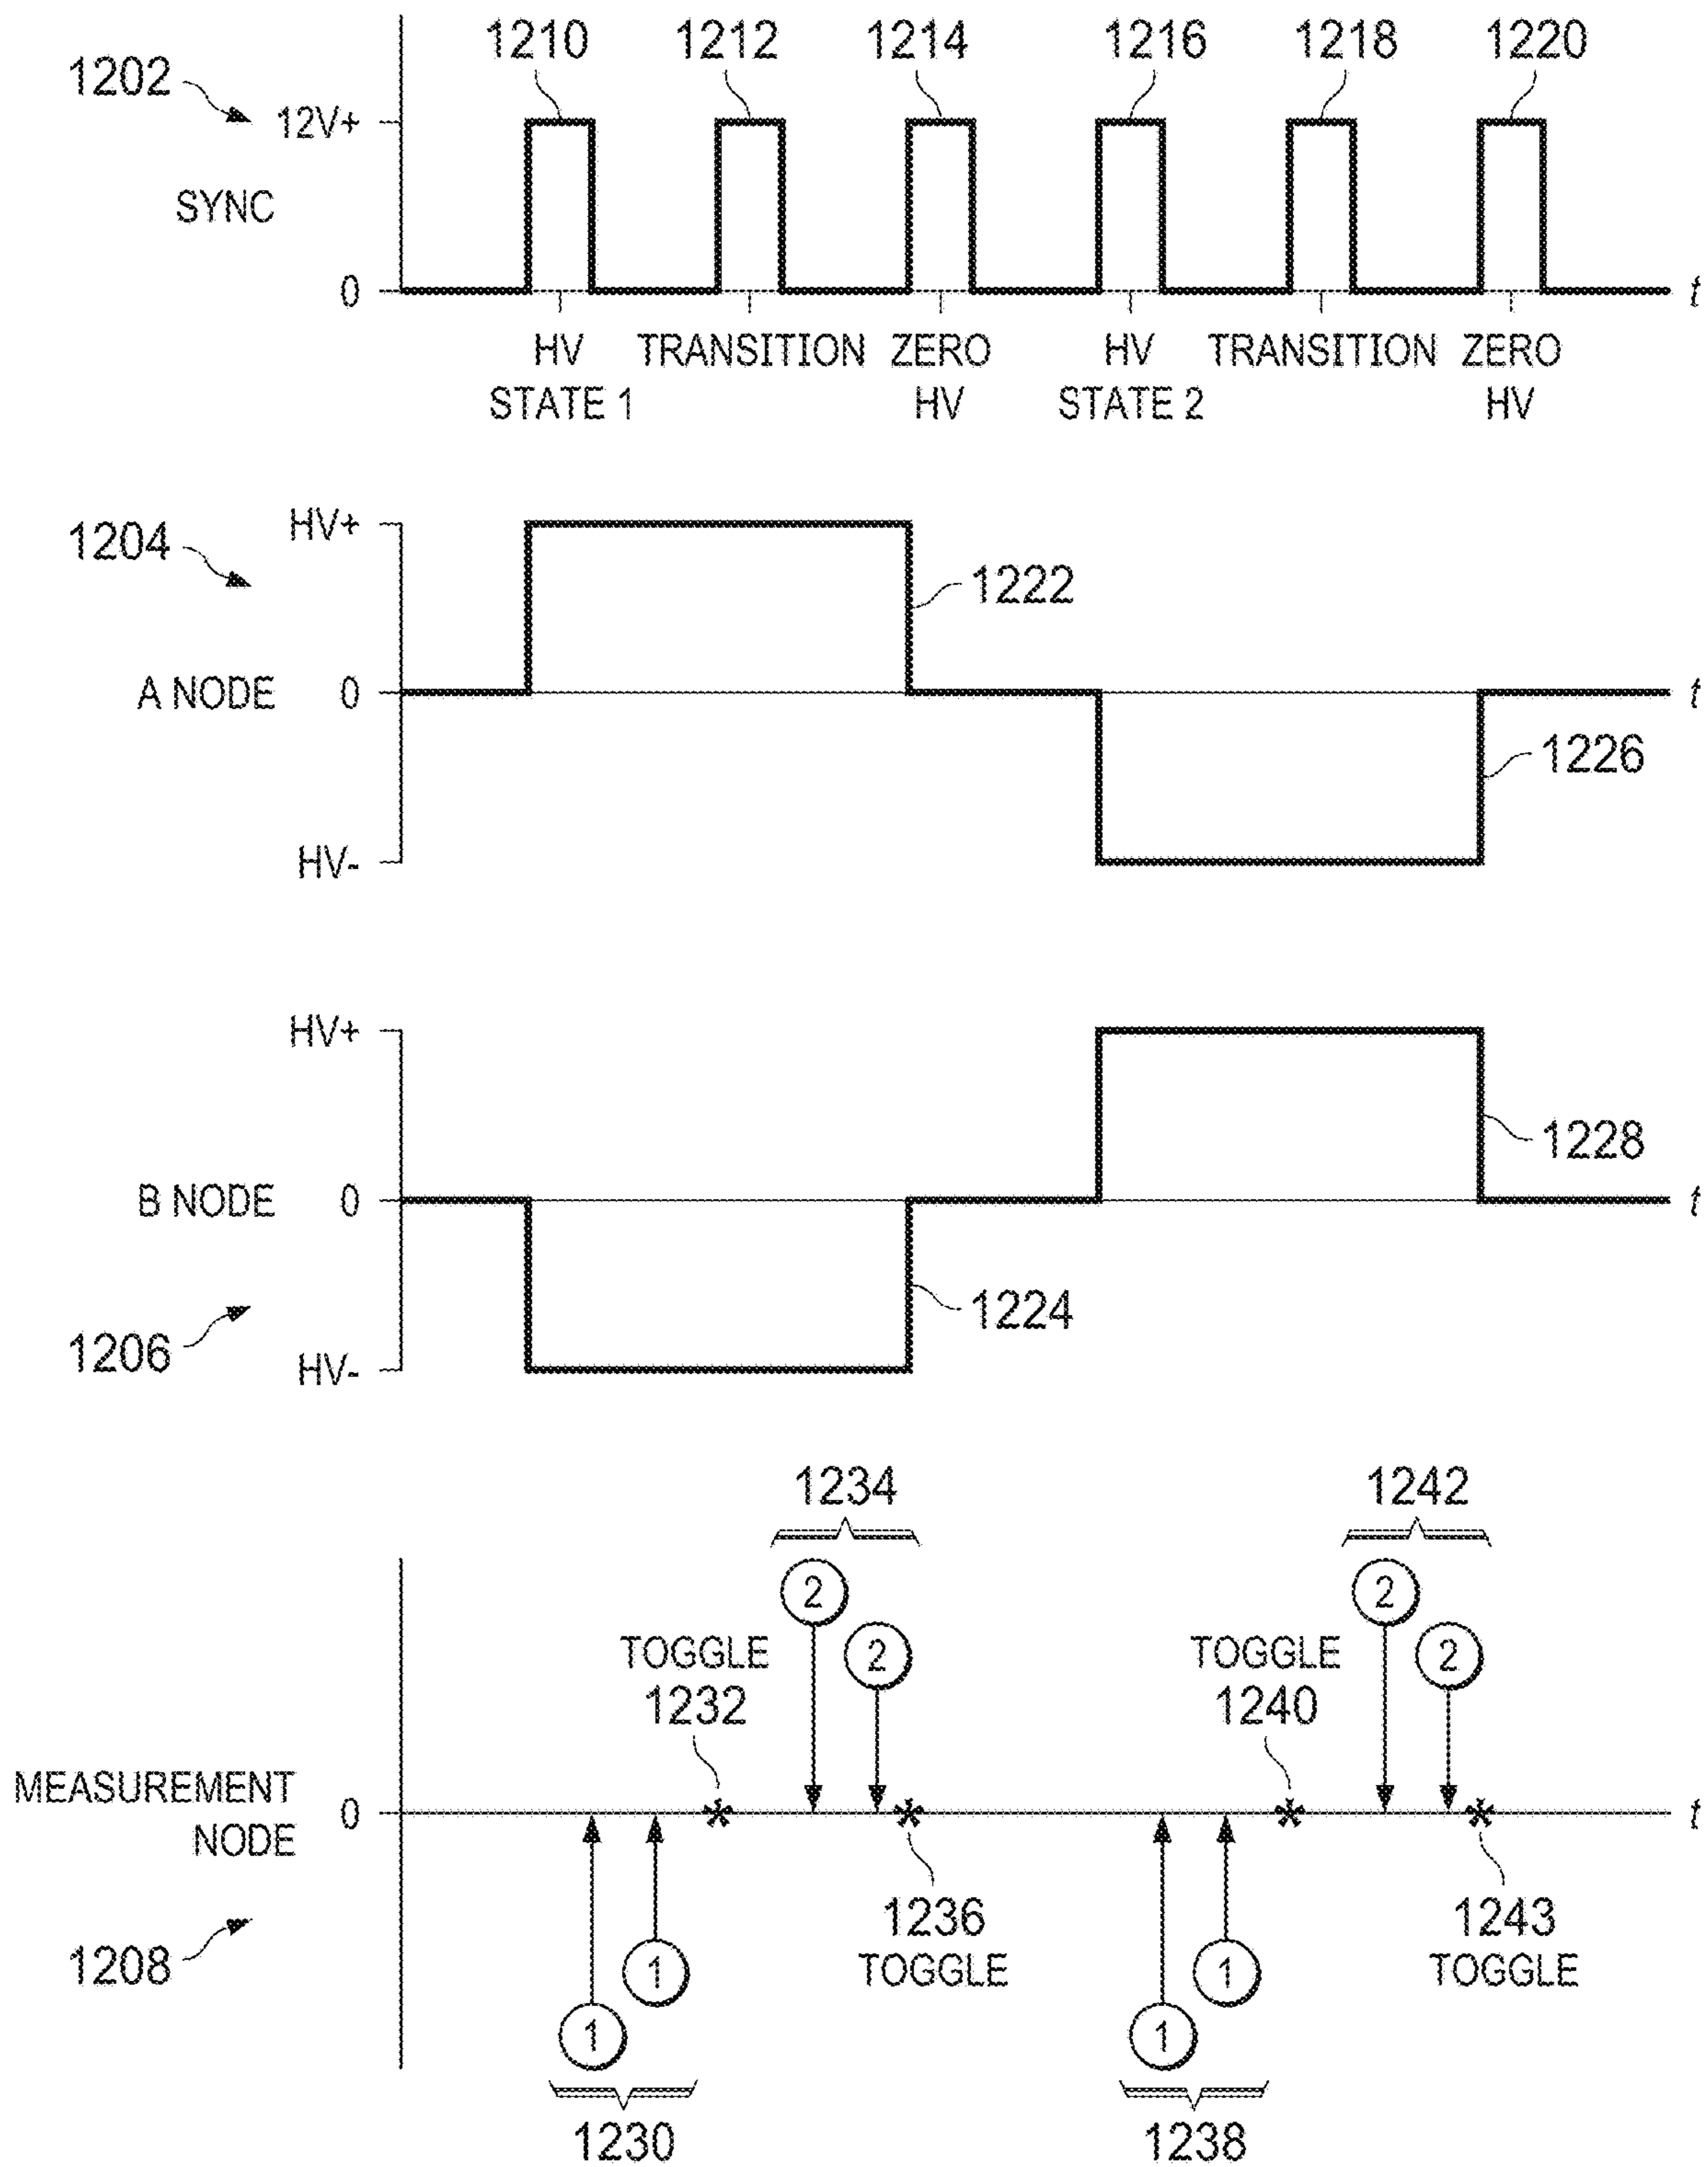 1210 1212 1214 1216 1218 1220
1202
12V+
SYNC
0 t
HV TRANSITION ZERO HV TRANSITION ZERO
STATE 1 HV STATE 2 HV
1204
HV+
1222
A NODE 0 t
1226
HV-
HV+
1228
B NODE 0 t
1224
1206
HV-
1234 1242
2 2
TOGGLE 2 TOGGLE 2
1232 1240
MEASUREMENT
NODE
0 * * * * t
1236 1243
TOGGLE TOGGLE
1208
1 1
1 1
1230 1238